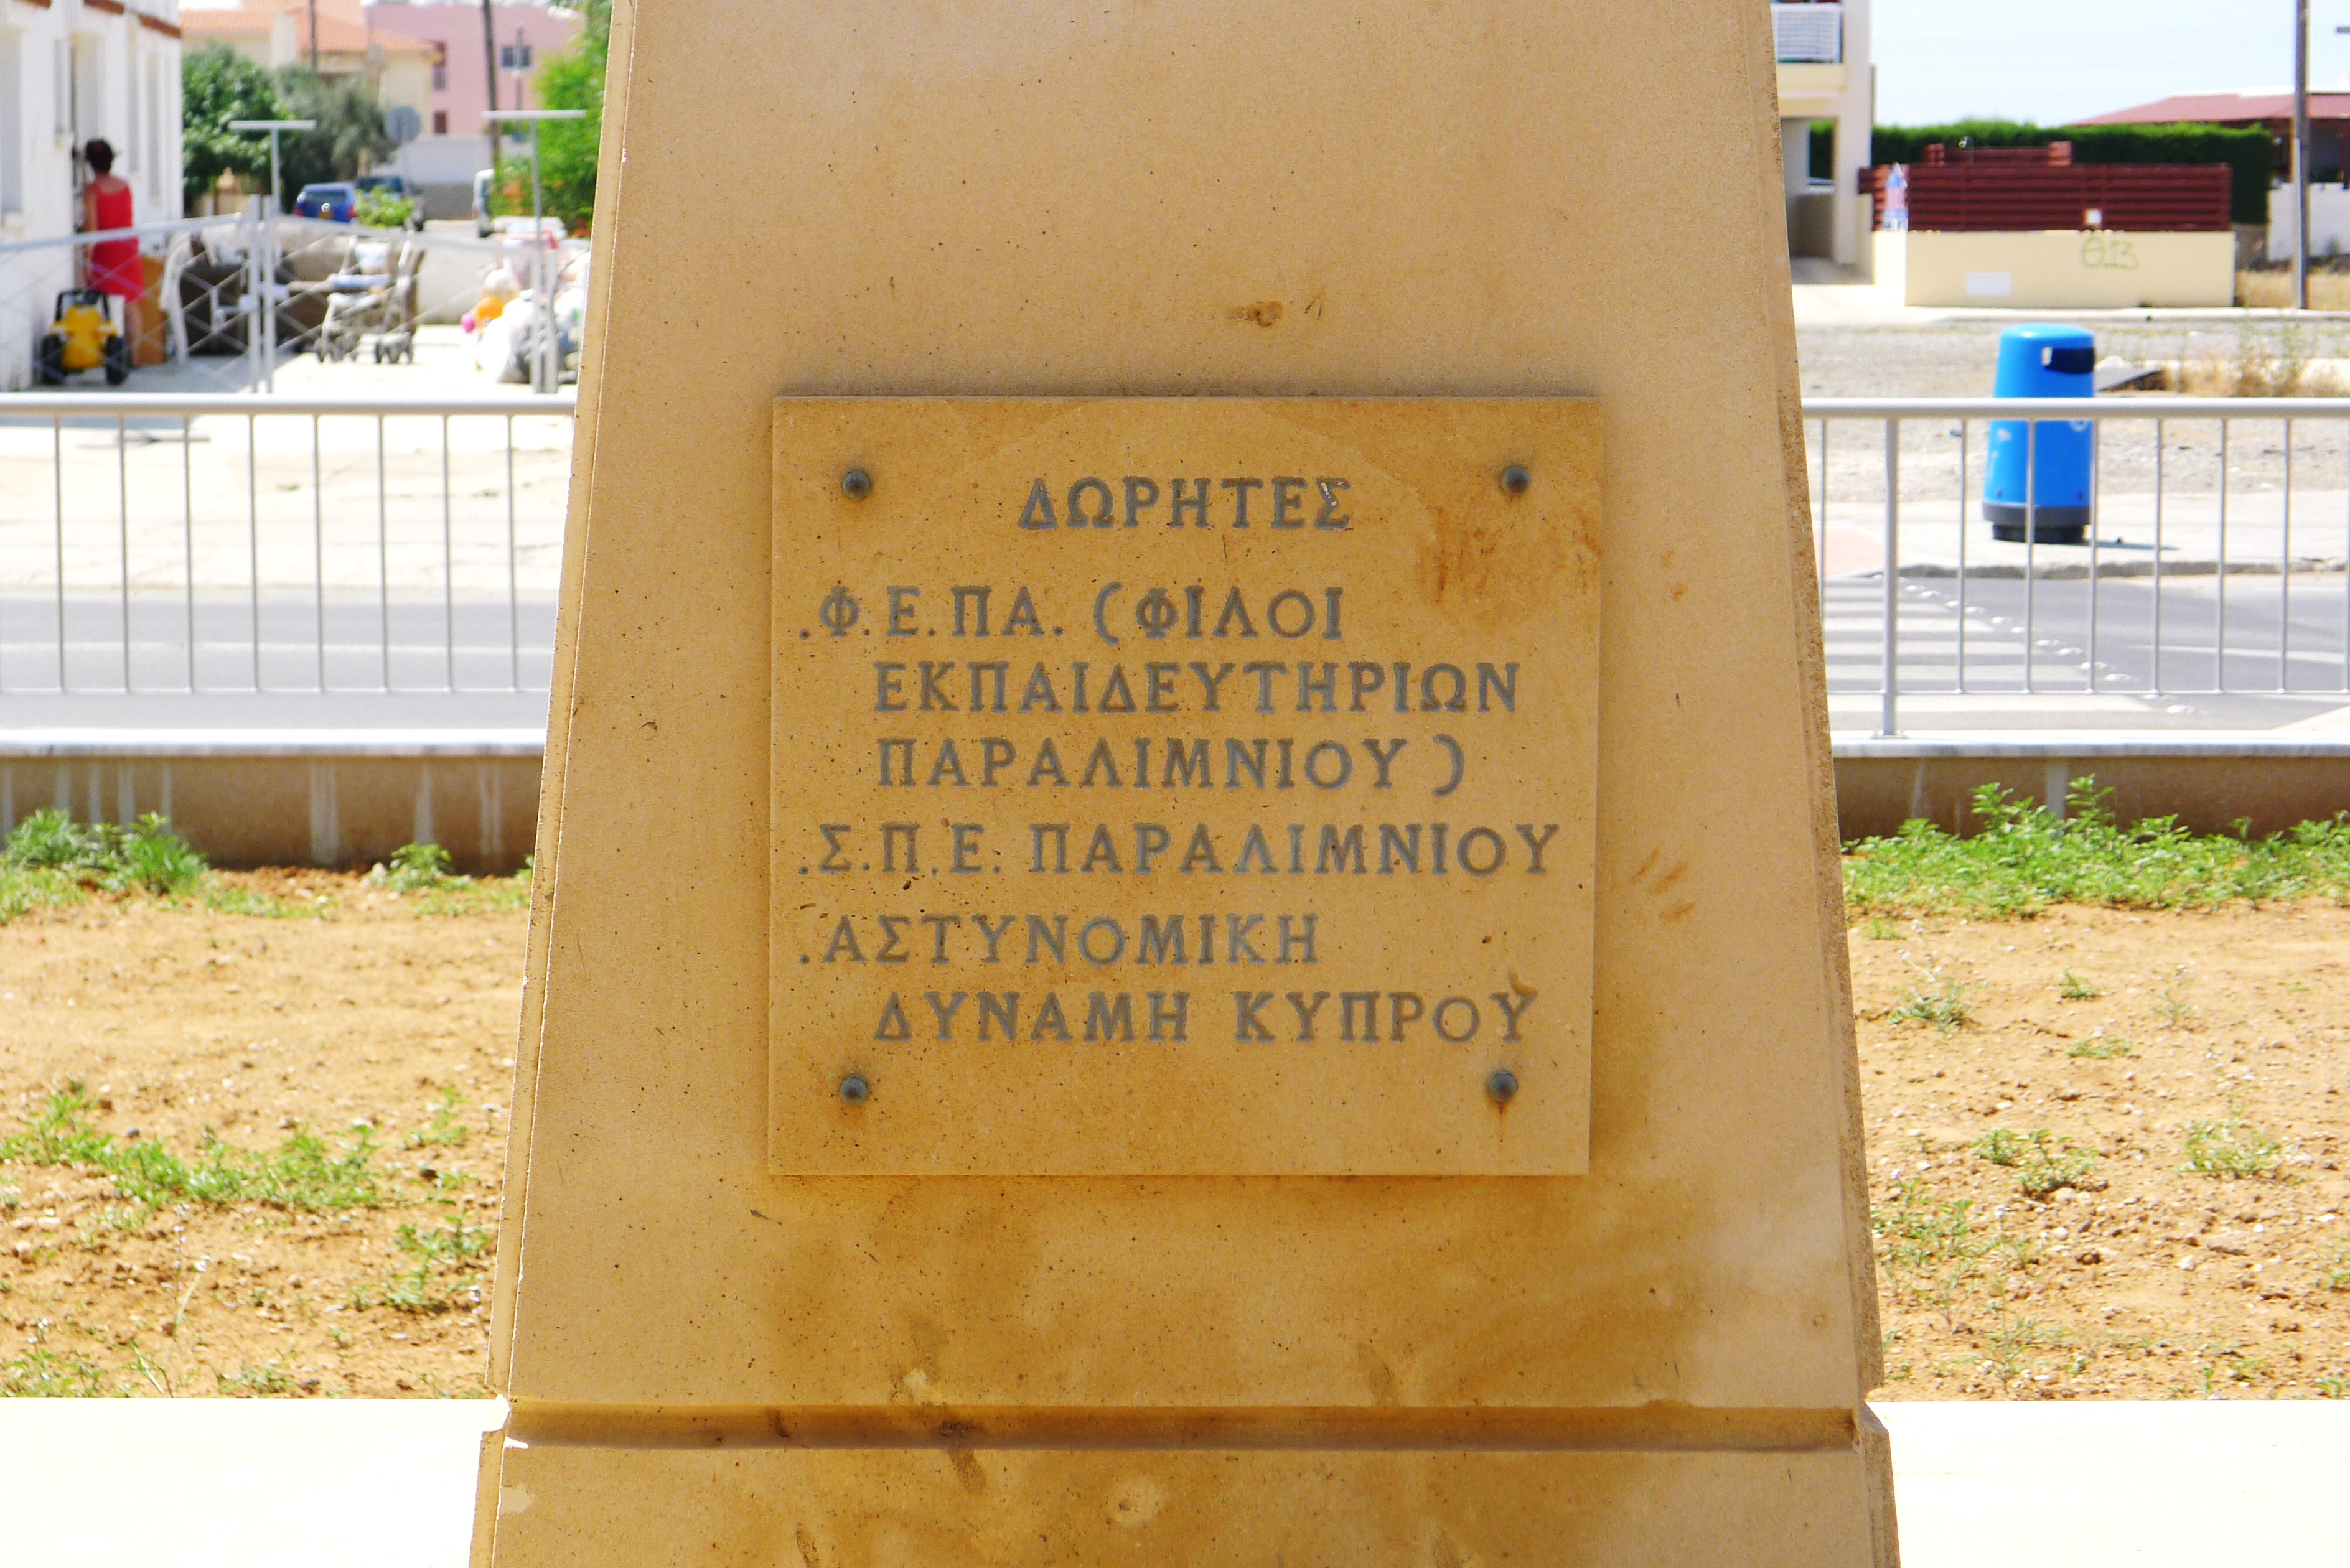 ΔΩΡΗΤΕΣ
.Φ.Ε.ΠΑ. (ΦΙΛΟΙ
ΕΚΠΑΙΔΕΥΤΗΡΙΩΝ
ΠΑΡΑΛΙΜΝΙΟΥ)
.Σ.Π.Ε. ΠΑΡΑΛΙΜΝΙΟΥ
.ΑΣΤΥΝΟΜΙΚΗ
ΔΥΝΑΜΗ ΚΥΠΡΟΥ